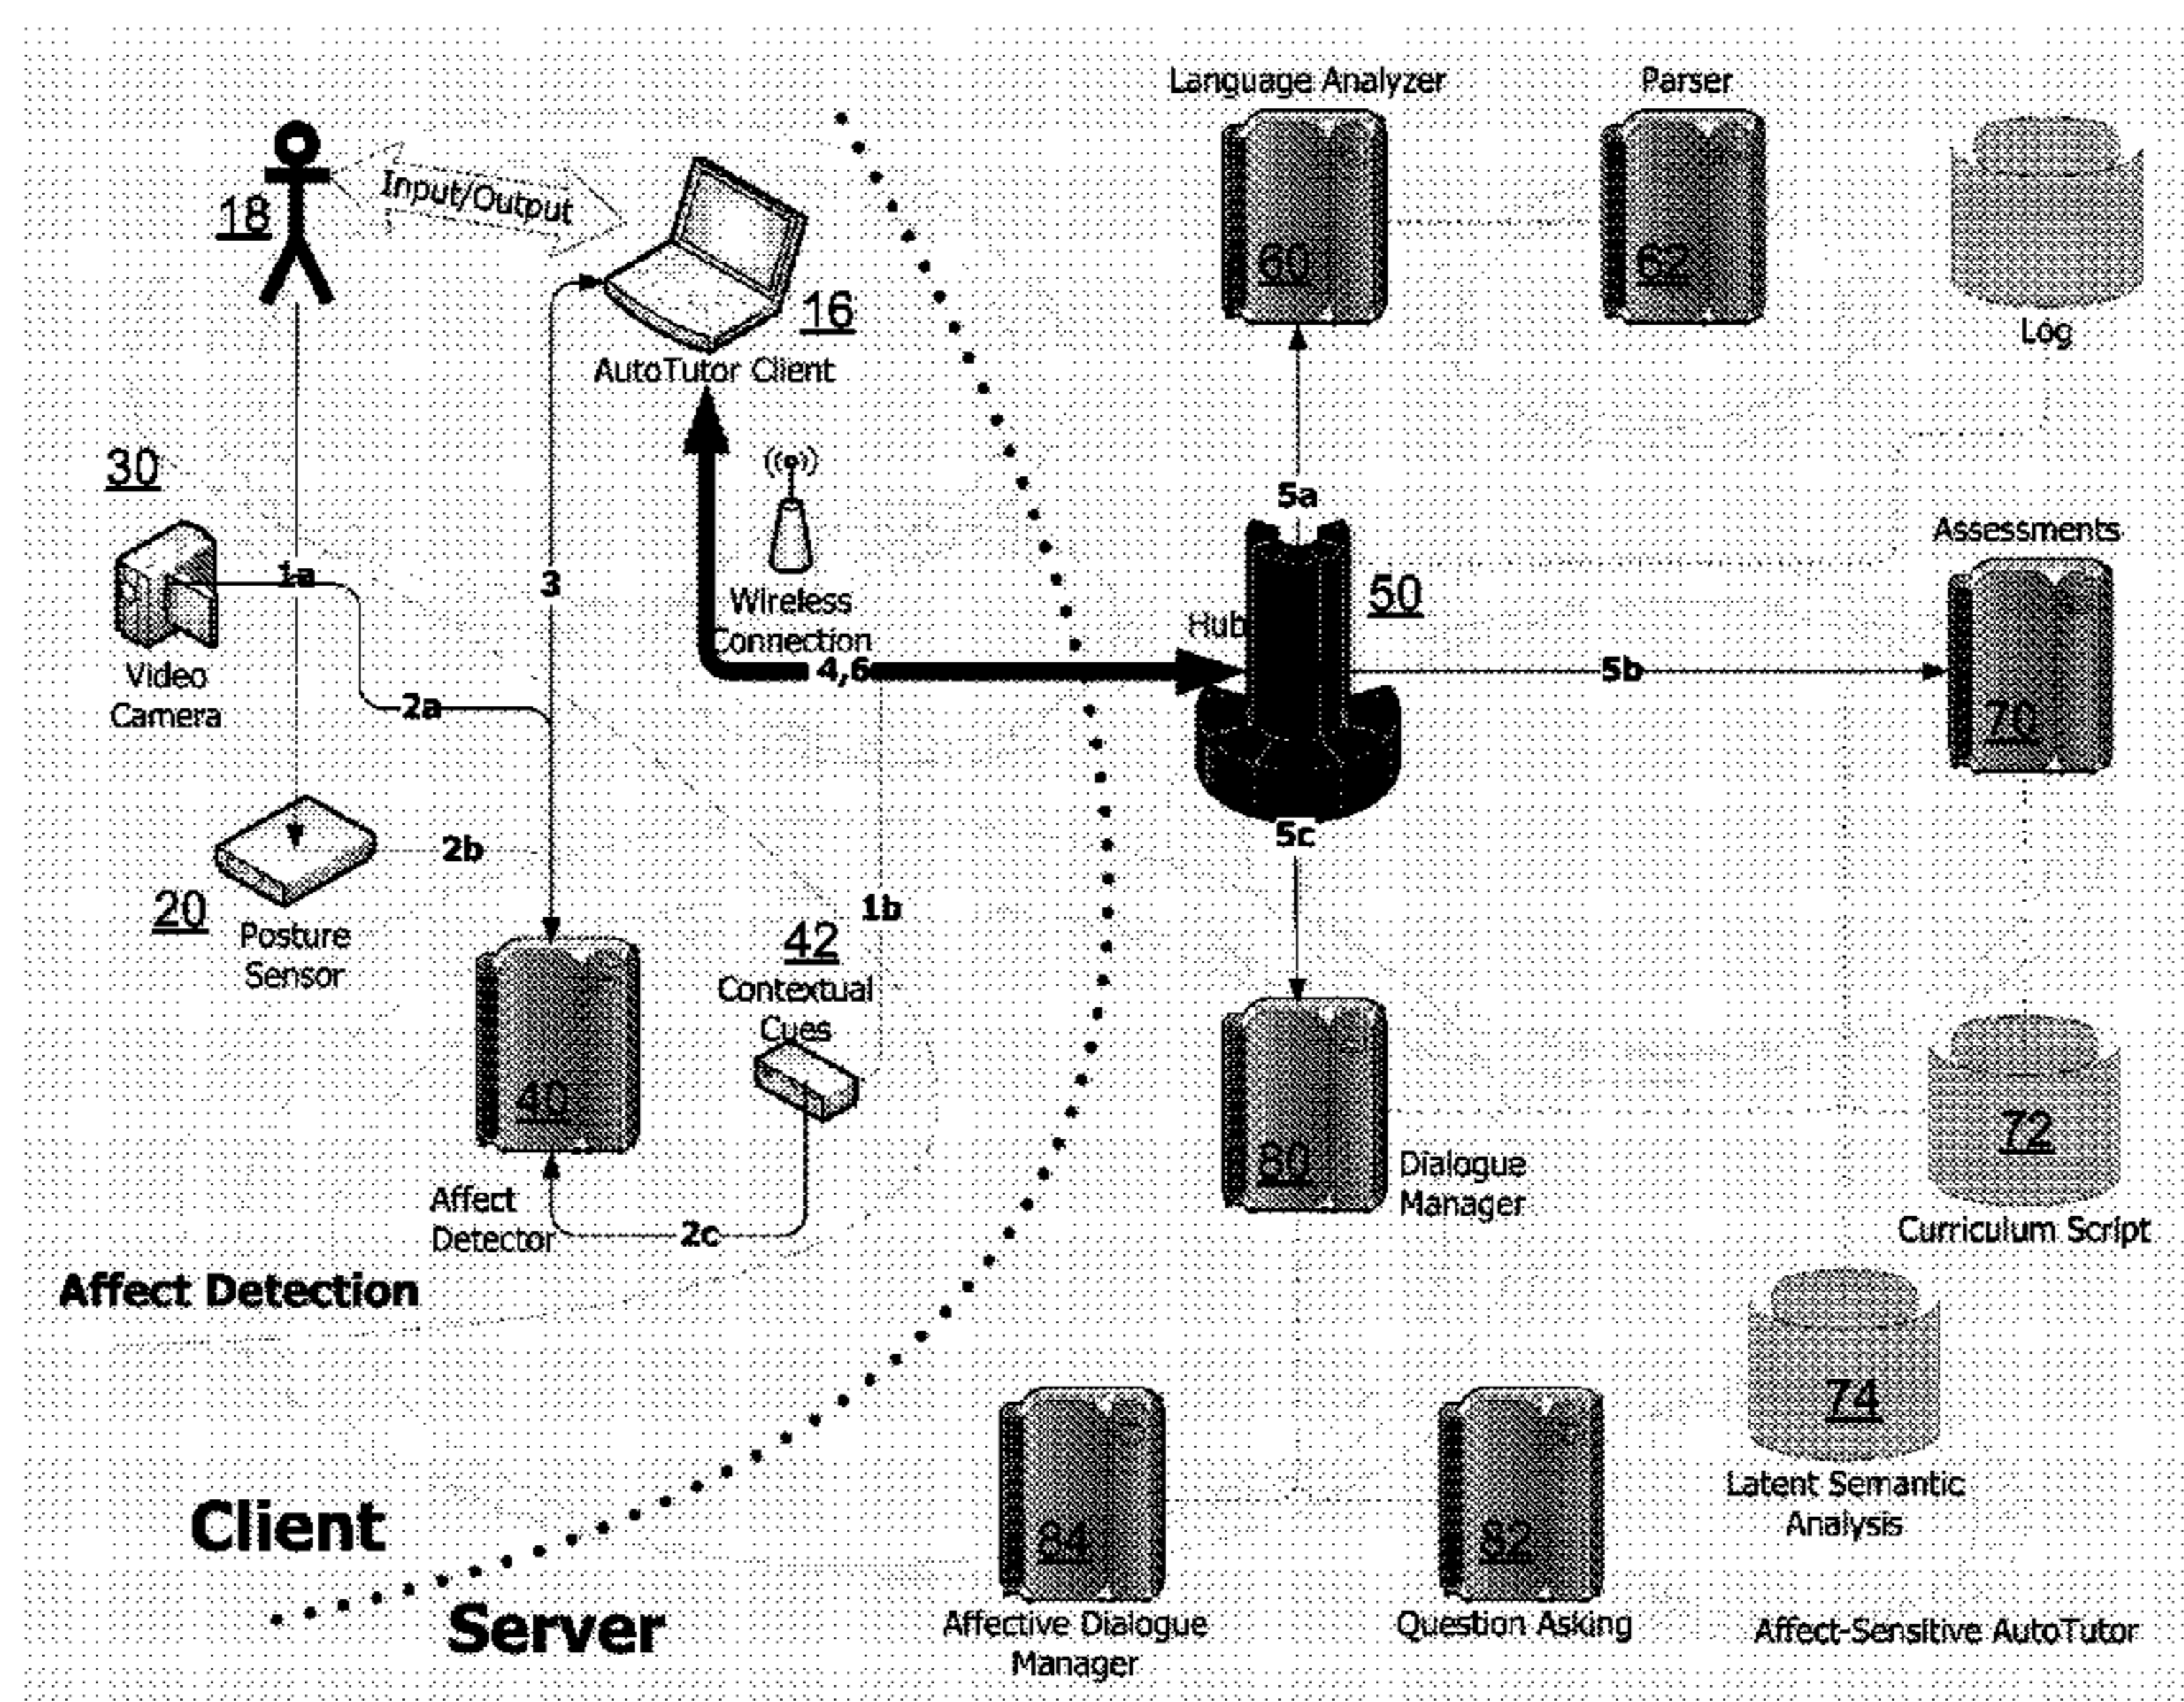 Language Analyzer
Parser
Input/Output
18
60
62
16
Log
AutoTutor Client
30
5a
Assessments
1a
3
Wireless
Connection
50
Hub
Video
Camera
4,6
5b
2a
70
5c
2b
20
Posture
Sensor
1b
42
Contextual
Cues
40
72
80
Dialogue
Manager
Affect
Detector
2c
Curriculum Script
Affect Detection
74
Latent Semantic
Analysis
Client
84
82
Server
Affective Dialogue
Manager
Question Asking
Affect-Sensitive AutoTutor